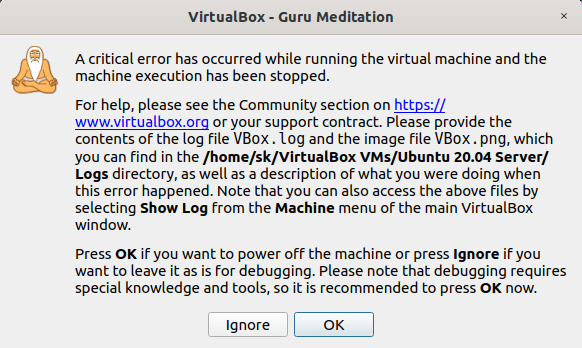 VirtualBox - Guru Meditation
×
A critical error has occurred while running the virtual machine and the
machine execution has been stopped.
For help, please see the Community section on https://
www.virtualbox.org or your support contract. Please provide the
contents of the log file VBox.log and the image file VBox.png, which
you can find in the /home/sk/VirtualBox VMs/Ubuntu 20.04 Server/
Logs directory, as well as a description of what you were doing when
this error happened. Note that you can also access the above files by
selecting Show Log from the Machine menu of the main VirtualBox
window.
Press OK if you want to power off the machine or press Ignore if you
want to leave it as is for debugging. Please note that debugging requires
special knowledge and tools, so it is recommended to press OK now.
Ignore OK